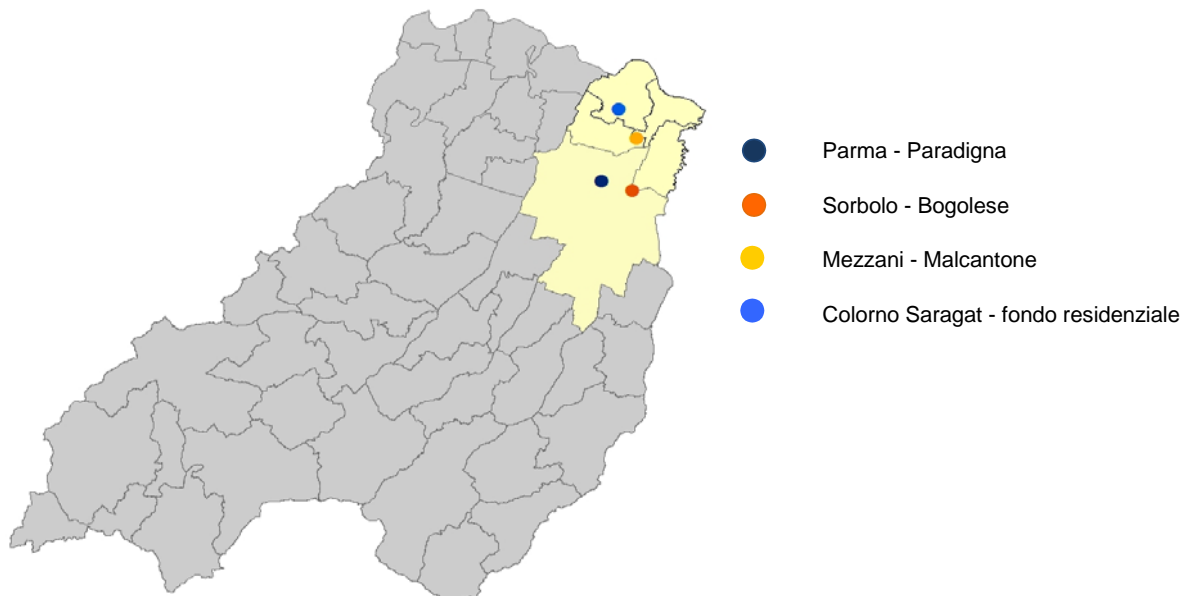 Parma - Paradigna
Sorbolo - Bogolese
Mezzani - Malcantone
Colorno Saragat - fondo residenziale